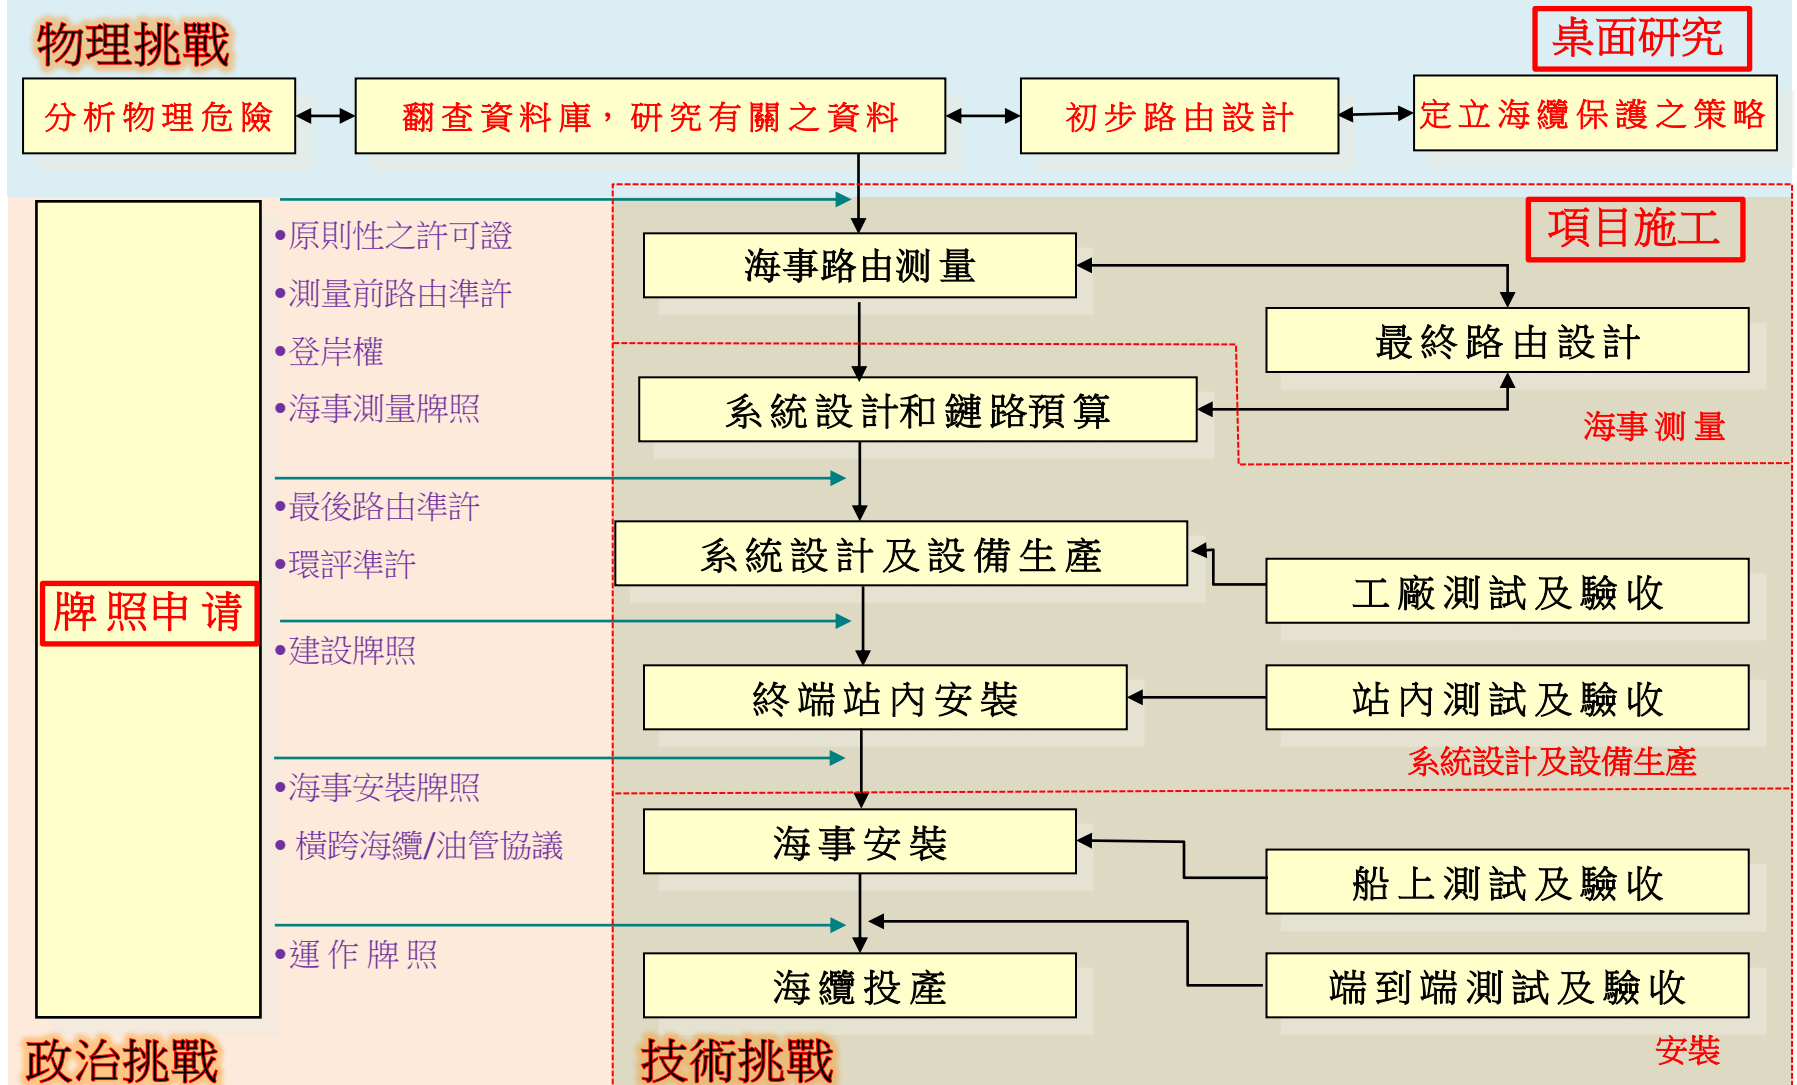 物理挑戰
桌面研究
分析物理危險
翻查資料庫，研究有關之資料
初步路由設計
定立海纜保護之策略
項目施工
•原則性之許可證
•測量前路由準許
•登岸權
•海事測量牌照
海事路由测量
最終路由設計
系統設計和鏈路預算
海事测量
•最後路由準許
•環評準許
系統設計及設備生產
工廠測試及驗收
牌照申请
•建設牌照
終端站內安裝
站內測試及驗收
系統設計及設備生產
•海事安裝牌照
• 橫跨海纜/油管協議
海事安裝
船上測試及驗收
•運作牌照
海纜投產
端到端測試及驗收
政治挑戰
技術挑戰
安裝